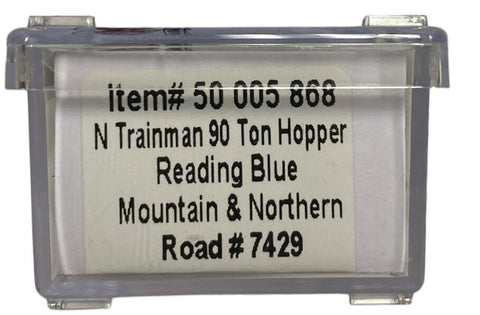 Item# 50 005 868
N Trainman 90 Ton Hopper
Reading Blue
Mountain & Northern
Road # 7429